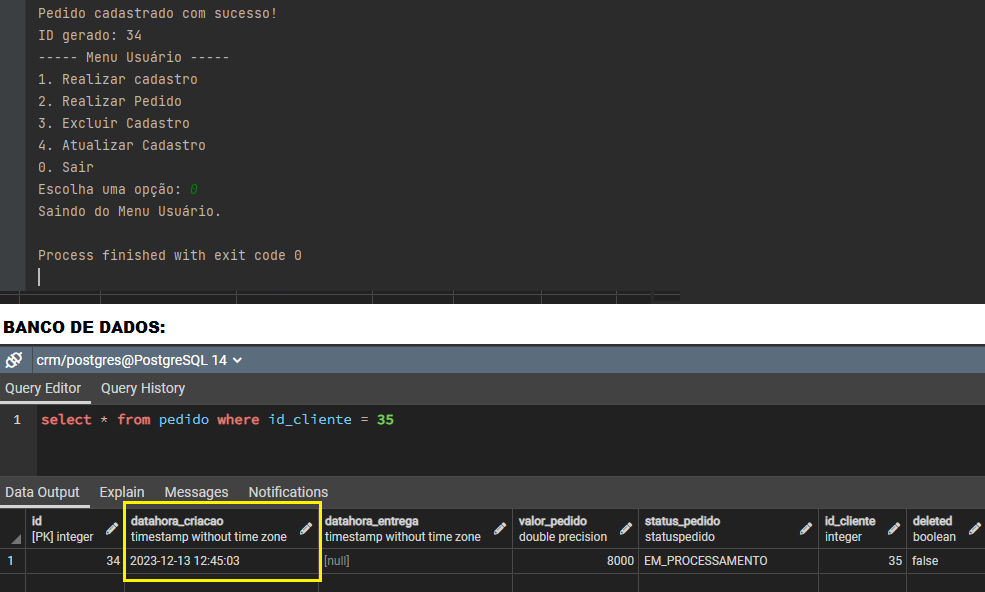 Pedido cadastrado com sucesso!
ID gerado: 34
----- Menu Usuário -----
1. Realizar cadastro
2. Realizar Pedido
3. Excluir Cadastro
4. Atualizar Cadastro
0. Sair
Escolha uma opção: 0
Saindo do Menu Usuário.
Process finished with exit code 0
BANCO DE DADOS:
crm/postgres@PostgreSQL 14
Query Editor Query History
1 select * from pedido where id_cliente = 35
Data Output Explain Messages Notifications
id datahora_criacao datahora_entrega valor_pedido status_pedido id_cliente deleted
[PK] integer timestamp without time zone timestamp without time zone double precision statuspedido integer boolean
1 34 2023-12-13 12:45:03 [null] 8000 EM_PROCESSAMENTO 35 false